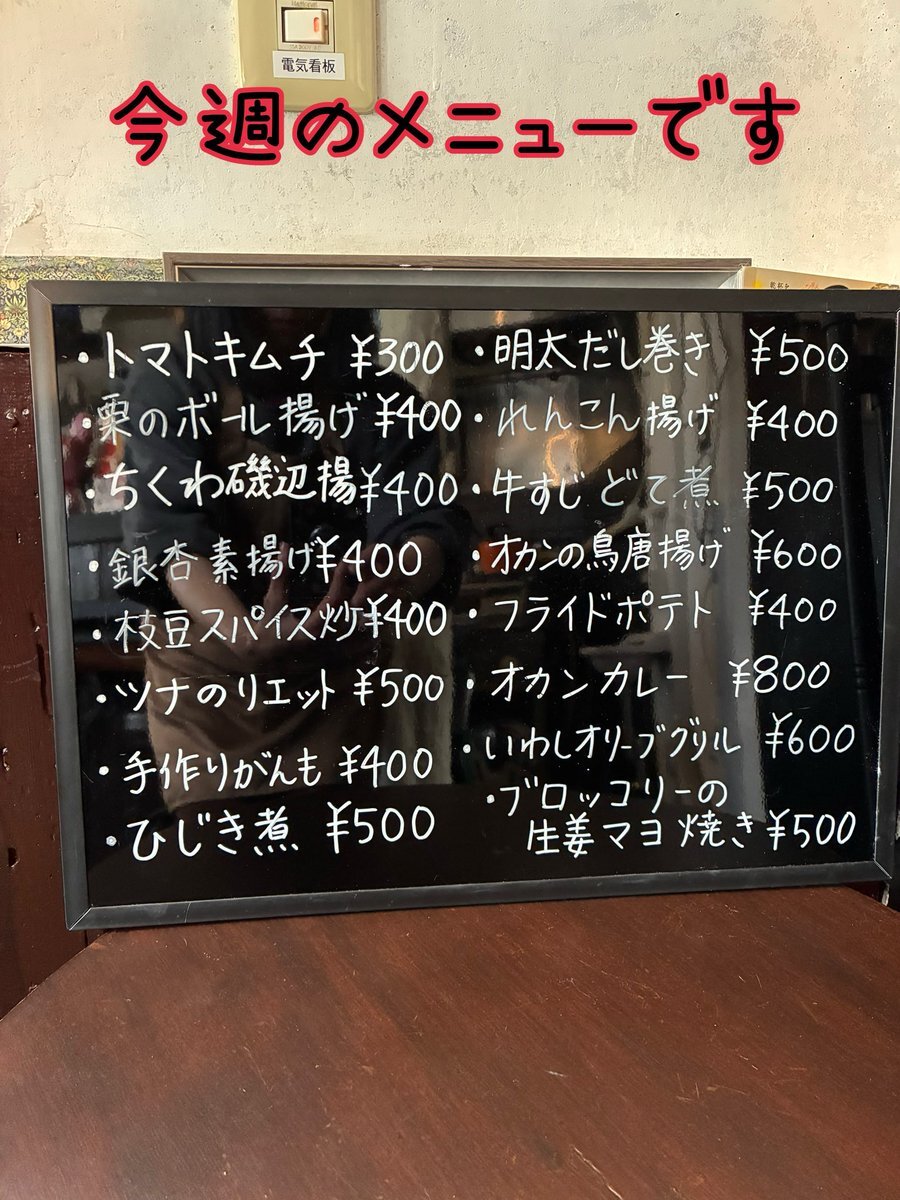 電気看板
今週のメニューです
・トマトキムチ ¥300
・栗のボール揚げ ¥400
・ちくわ磯辺揚 ¥400
・銀杏素揚げ ¥400
・枝豆スパイス炒 ¥400
・ツナのリエット ¥500
・手作りがんも ¥400
・ひじき煮 ¥500
・明太だし巻き ¥500
・れんこん揚げ ¥400
・牛すじどて煮 ¥500
・オカンの鳥唐揚げ ¥600
・フライドポテト ¥400
・オカンカレー ¥800
・いわしオリーブグリル ¥600
・ブロッコリーの
生姜マヨ焼き ¥500